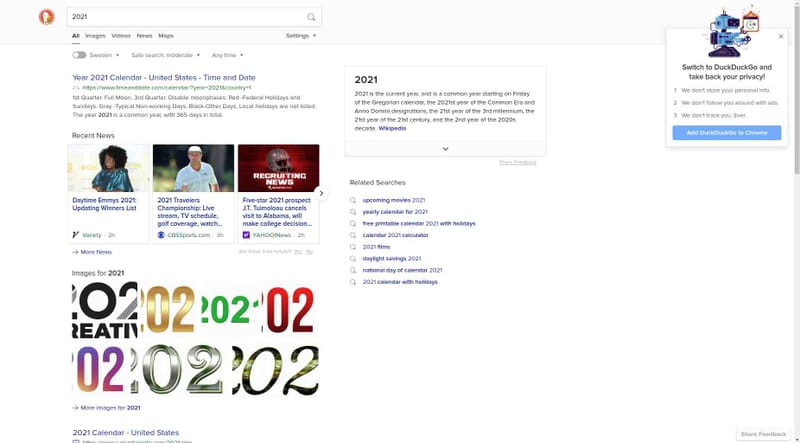 2021
All Images Videos News Maps Settings
Sweden Safe search: moderate Any time
Year 2021 Calendar - United States - Time and Date
https://www.timeanddate.com/calendar/?year=2021&country=1
1st Quarter. Full Moon. 3rd Quarter. Disable moonphases. Red -Federal Holidays and
Sundays. Gray -Typical Non-working Days. Black-Other Days. Local holidays are not listed.
The year 2021 is a common year, with 365 days in total.
Recent News
RECRUITING
NEWS
Daytime Emmys 2021:
Updating Winners List
Variety 2h
2021 Travelers
Championship: Live
stream, TV schedule,
golf coverage, watch...
CBSSports.com 3h
Five-star 2021 prospect
J.T. Tuimoloau cancels
visit to Alabama, will
make college decision...
YAHOO!News 2h
More News
Are these links helpful? Yes No
Images for 2021
202
REATIV
202
2021
202
202
202
202
More Images for 2021
2021 Calendar - United States
2021
2021 is the current year, and is a common year starting on Friday
of the Gregorian calendar, the 2021st year of the Common Era and
Anno Domini designations, the 21st year of the 3rd millennium, the
21st year of the 21st century, and the 2nd year of the 2020s
decade. Wikipedia
Share Feedback
Related Searches
upcoming movies 2021
yearly calendar for 2021
free printable calendar 2021 with holidays
calendar 2021 calculator
2021 films
daylight savings 2021
national day of calendar 2021
2021 calendar with holidays
Switch to DuckDuckGo and
take back your privacy!
1 We don't store your personal info.
2 We don't follow you around with ads.
3 We don't track you. Ever.
Add DuckDuckGo to Chrome
Share Feedback